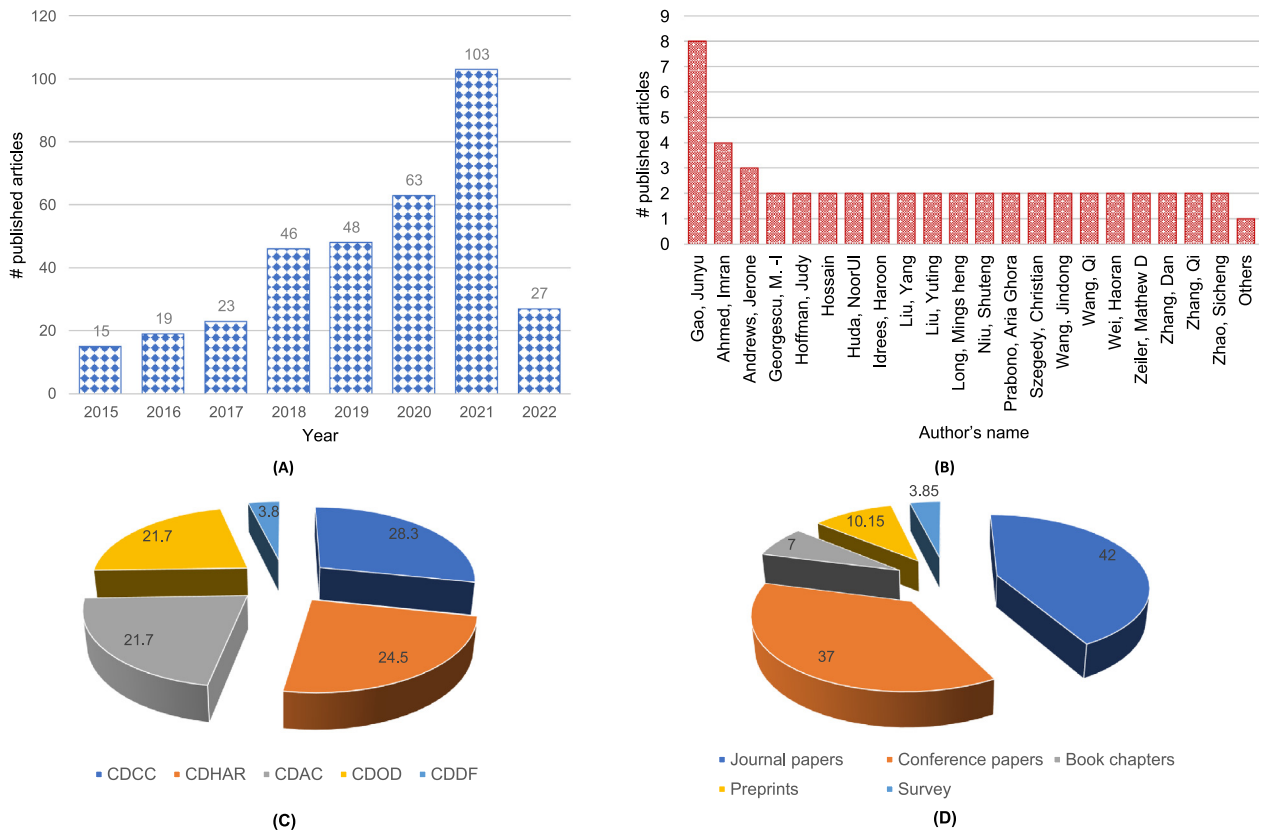 120
100
80
60
40
20
0
# published articles
15
19
23
46
48
63
103
27
2015 2016 2017 2018 2019 2020 2021 2022
Year
(A)
9
8
7
6
5
4
3
2
1
0
# published articles
Gao, Junyu
Ahmed, Imran
Andrews, Jerone
Georgescu, M. -I
Hoffman, Judy
Hossain
Huda, NoorUl
Idrees, Haroon
Liu, Yang
Liu, Yuting
Long, Mings heng
Niu, Shuteng
Prabono, Aria Ghora
Szegedy, Christian
Wang, Jindong
Wang, Qi
Wei, Haoran
Zeiler, Mathew D
Zhang, Dan
Zhang, Qi
Zhao, Sicheng
Others
Author's name
(B)
3.8
28.3
21.7
21.7
24.5
CDCC CDHAR CDAC CDOD CDDF
(C)
3.85
10.15
7
42
37
Journal papers Conference papers Book chapters
Preprints Survey
(D)